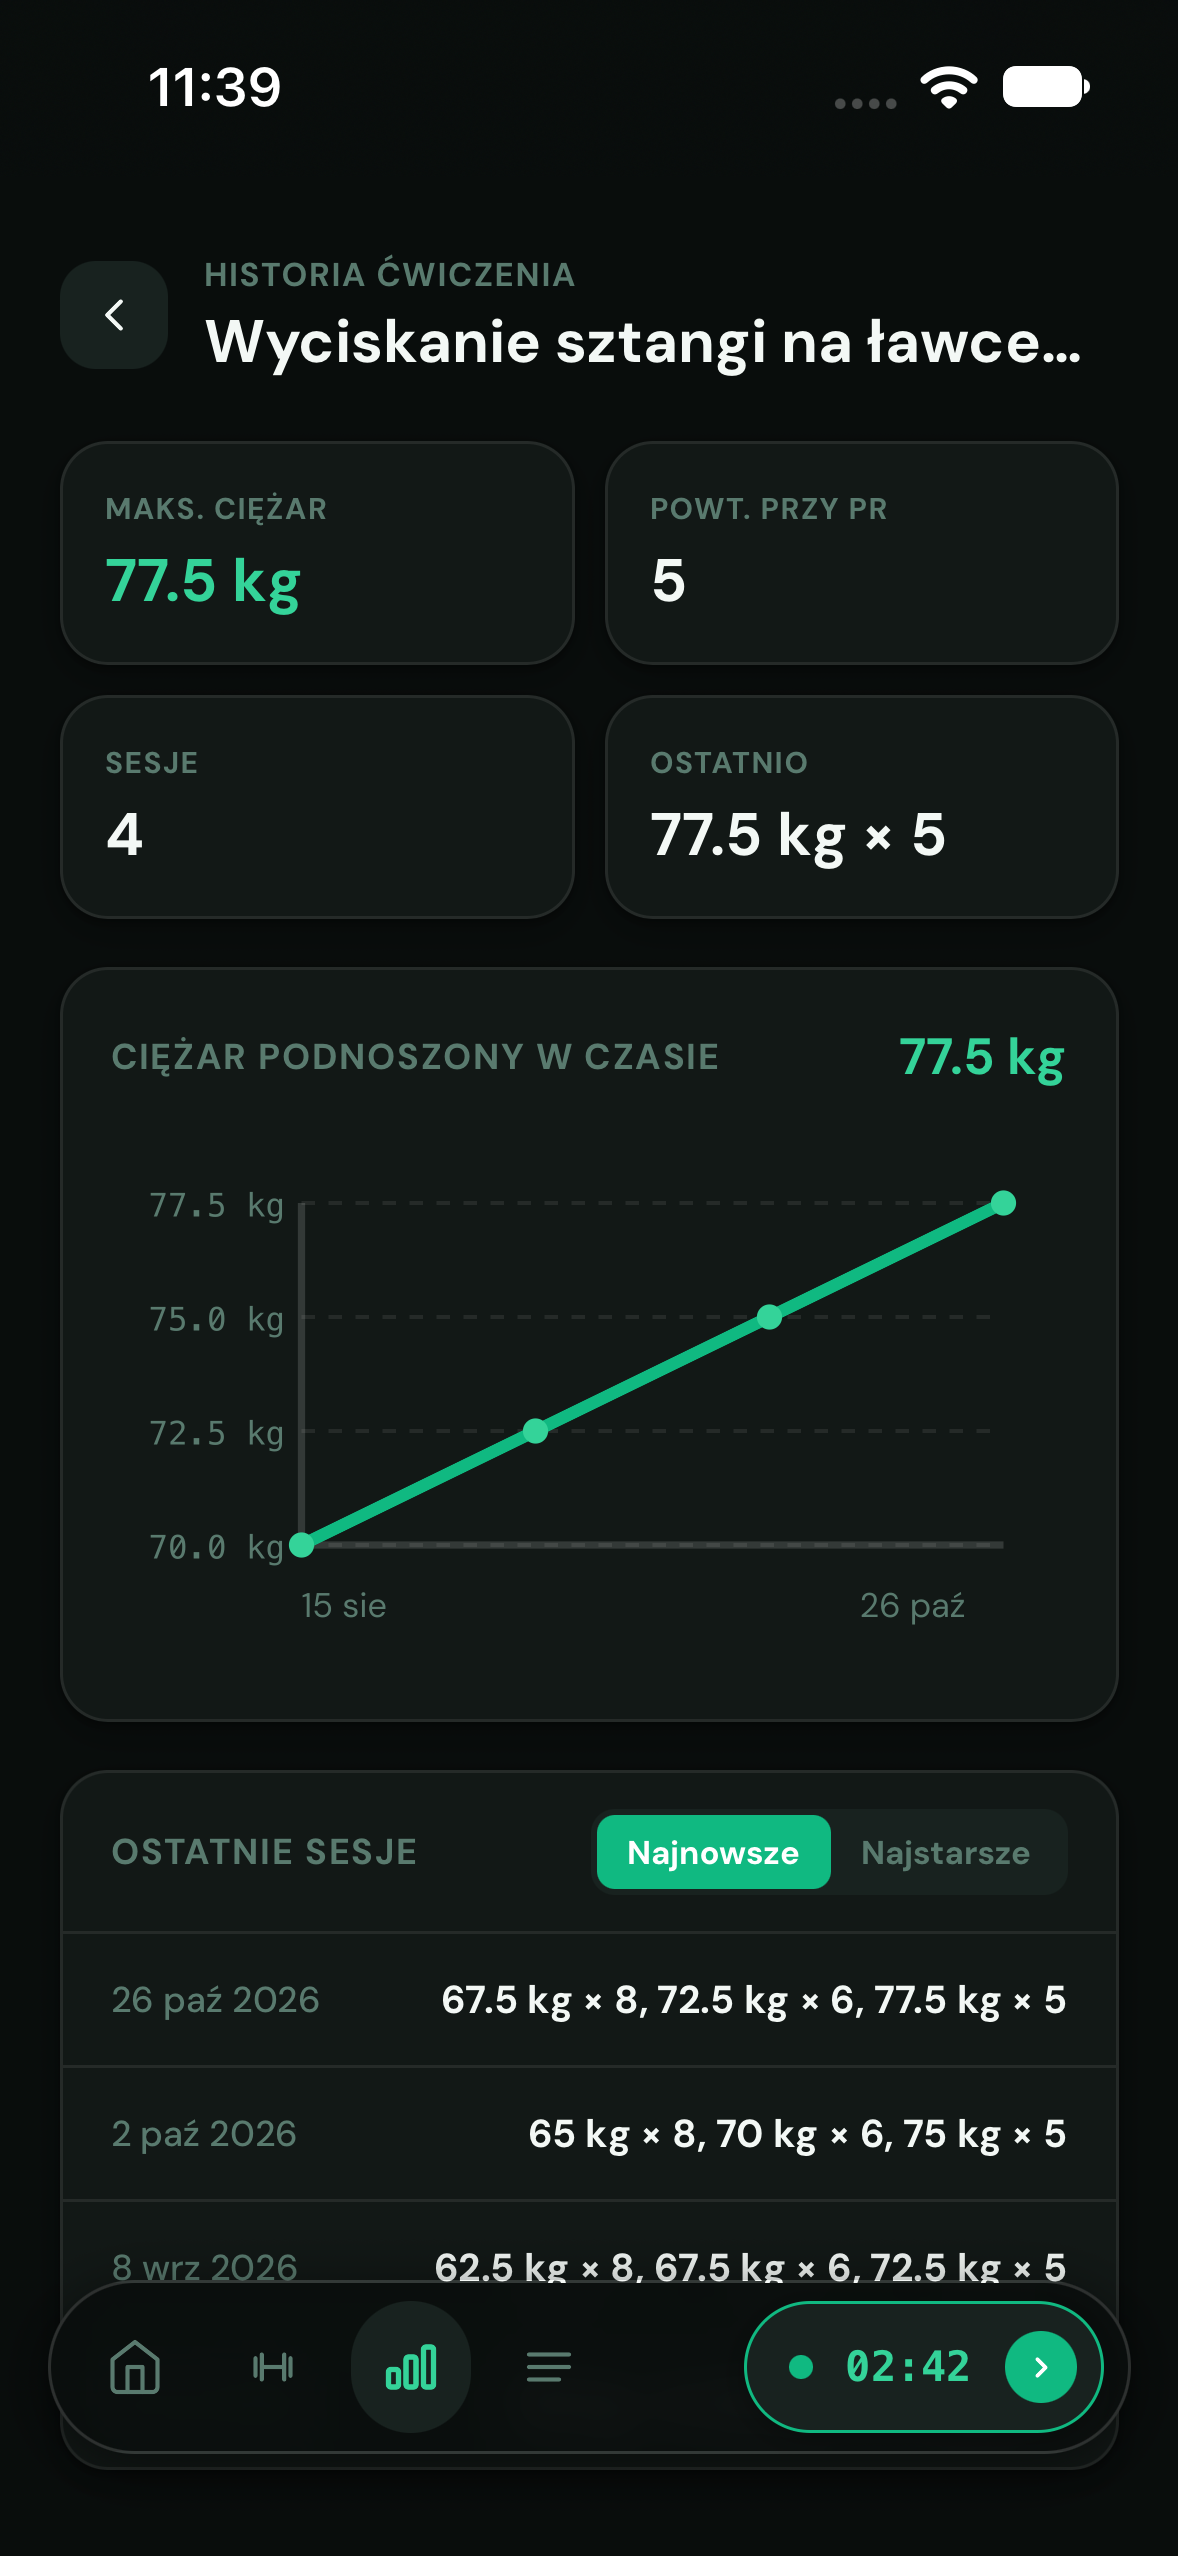 11:39
HISTORIA ĆWICZENIA
Wyciskanie sztangi na ławce...
MAKS. CIĘŻAR
77.5 kg
POWT. PRZY PR
5
SESJE
4
OSTATNIO
77.5 kg × 5
CIĘŻAR PODNOSZONY W CZASIE
77.5 kg
77.5 kg
75.0 kg
72.5 kg
70.0 kg
15 sie
26 paź
OSTATNIE SESJE
Najnowsze
Najstarsze
26 paź 2026
67.5 kg × 8, 72.5 kg × 6, 77.5 kg × 5
2 paź 2026
65 kg × 8, 70 kg × 6, 75 kg × 5
8 wrz 2026
62.5 kg × 8, 67.5 kg × 6, 72.5 kg × 5
02:42